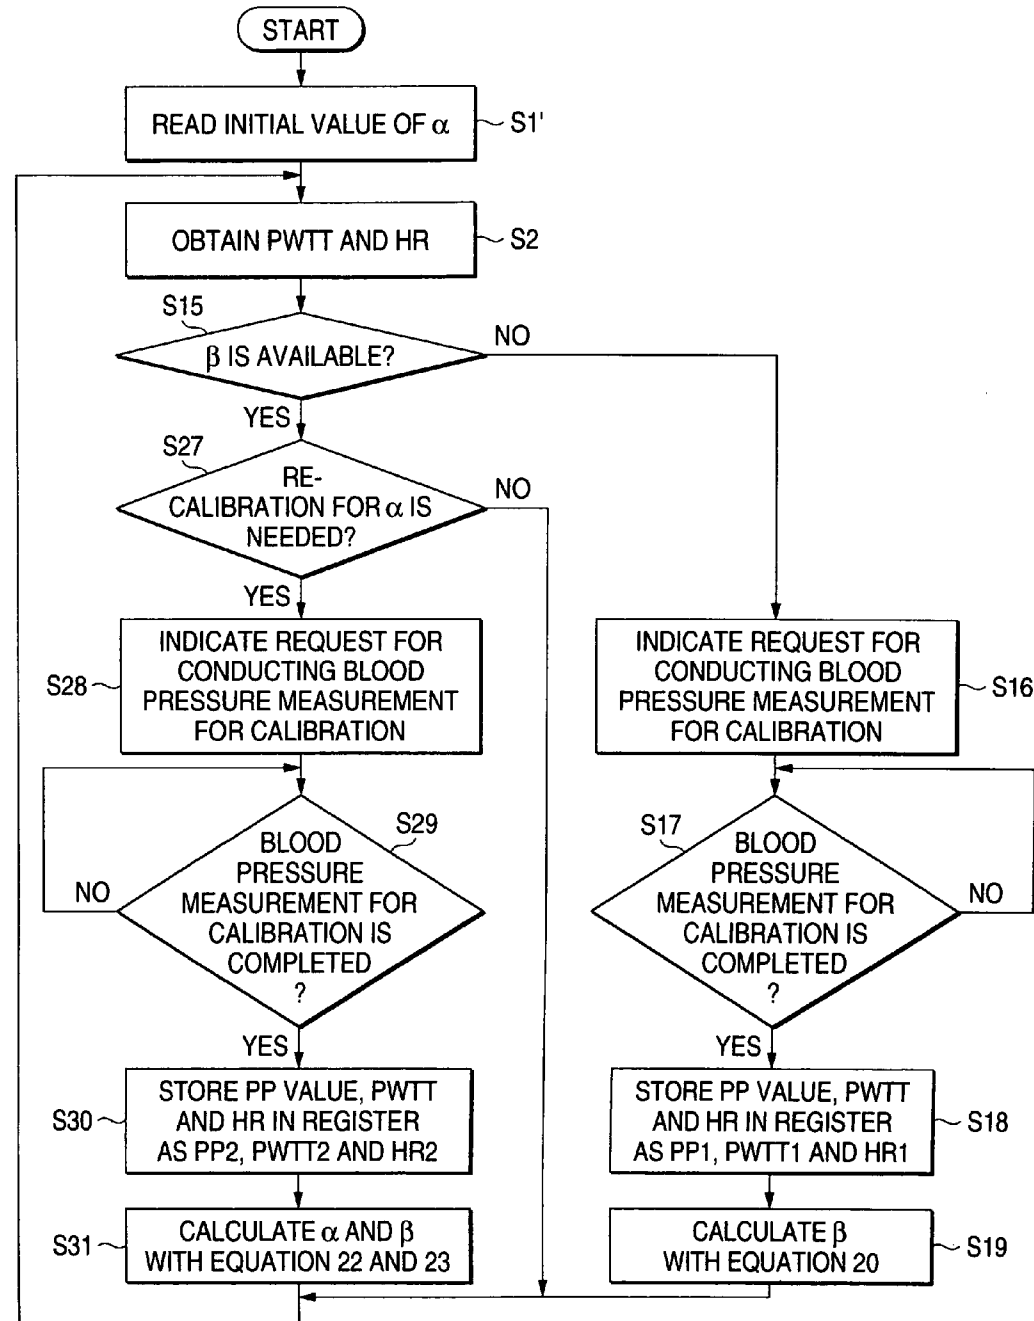 START
READ INITIAL VALUE OF α
S1'
OBTAIN PWTT AND HR
S2
S15
β IS AVAILABLE?
NO
YES
S27
RE-
CALIBRATION FOR α IS
NEEDED?
NO
YES
INDICATE REQUEST FOR
CONDUCTING BLOOD
PRESSURE MEASUREMENT
FOR CALIBRATION
S28
INDICATE REQUEST FOR
CONDUCTING BLOOD
PRESSURE MEASUREMENT
FOR CALIBRATION
S16
S29
BLOOD
PRESSURE
MEASUREMENT FOR
CALIBRATION IS
COMPLETED
?
NO
YES
S17
BLOOD
PRESSURE
MEASUREMENT FOR
CALIBRATION IS
COMPLETED
?
NO
YES
S30
STORE PP VALUE, PWTT
AND HR IN REGISTER
AS PP2, PWTT2 AND HR2
STORE PP VALUE, PWTT
AND HR IN REGISTER
AS PP1, PWTT1 AND HR1
S18
S31
CALCULATE α AND β
WITH EQUATION 22 AND 23
CALCULATE β
WITH EQUATION 20
S19